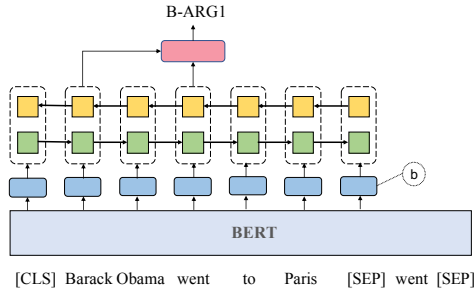 B-ARG1
b
BERT
[CLS] Barack Obama went to Paris [SEP] went [SEP]